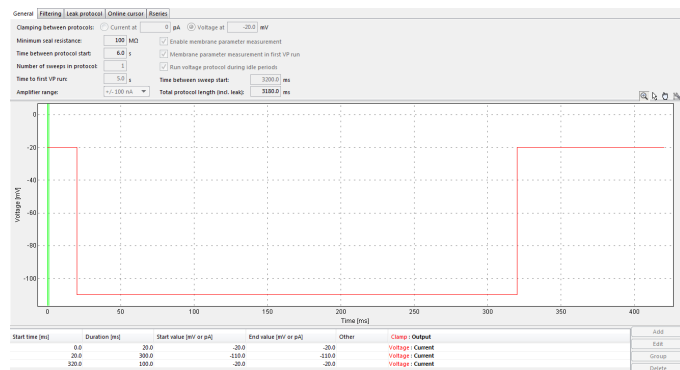 General Filtering Leak protocol Online cursor Rseries
Clamping between protocols: Current at 0 pA Voltage at -20.0 mV
Minimum seal resistance: 100 MΩ Enable membrane parameter measurement
Time between protocol start: 6.0 s Membrane parameter measurement in first VP run
Number of sweeps in protocol: 1 Run voltage protocol during idle periods
Time to first VP run: 5.0 s Time between sweep start: 3200.0 ms
Amplifier range: +/- 100 nA Total protocol length (incl. leak): 3180.0 ms
0
-20
-40
-60
-80
-100
Voltage [mV]
0 50 100 150 200 250 300 350 400
Time [ms]
Start time [ms] Duration [ms] Start value [mV or pA] End value [mV or pA] Other Clamp : Output
0.0 20.0 -20.0 -20.0 Voltage : Current
20.0 300.0 -110.0 -110.0 Voltage : Current
320.0 100.0 -20.0 -20.0 Voltage : Current
Add
Edit
Group
Delete